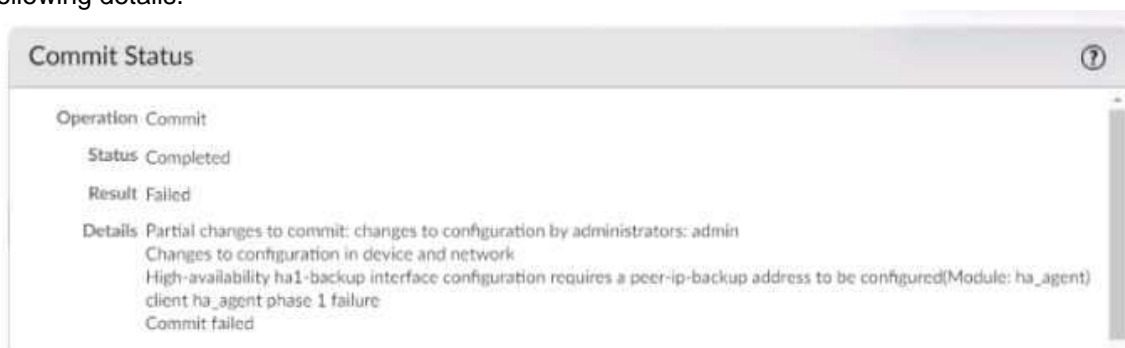 ollowing details.
Commit Status
Operation Commit
Status Completed
Result Failed
Details Partial changes to commit: changes to configuration by administrators: admin
Changes to configuration in device and network
High-availability ha1-backup interface configuration requires a peer-ip-backup address to be configured(Module: ha_agent)
client ha_agent phase 1 failure
Commit failed